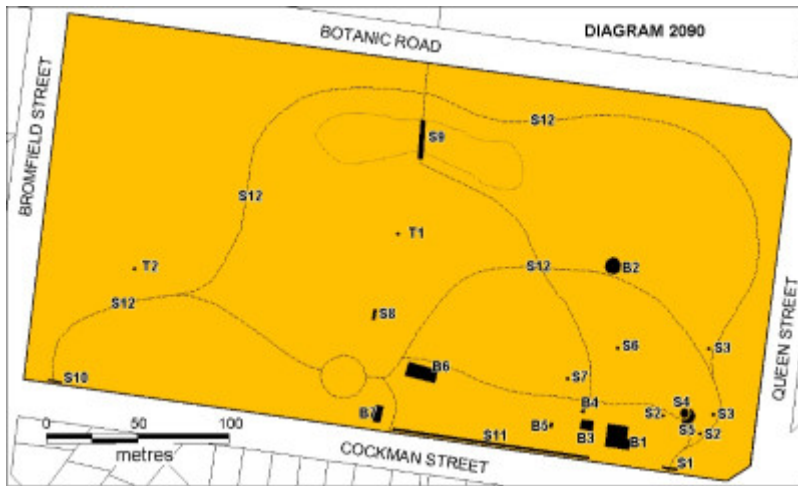 DIAGRAM 2090
BOTANIC ROAD
BROMFIELD STREET
S12
S9
S12
T1
T2
S12
B2
S12
S8
S6
S3
B6
S7
S10
B7
B4
S2
S4
S3
B5
S11
B3
B1
S5
S2
S1
0 50 100
metres
COCKMAN STREET
QUEEN STREET